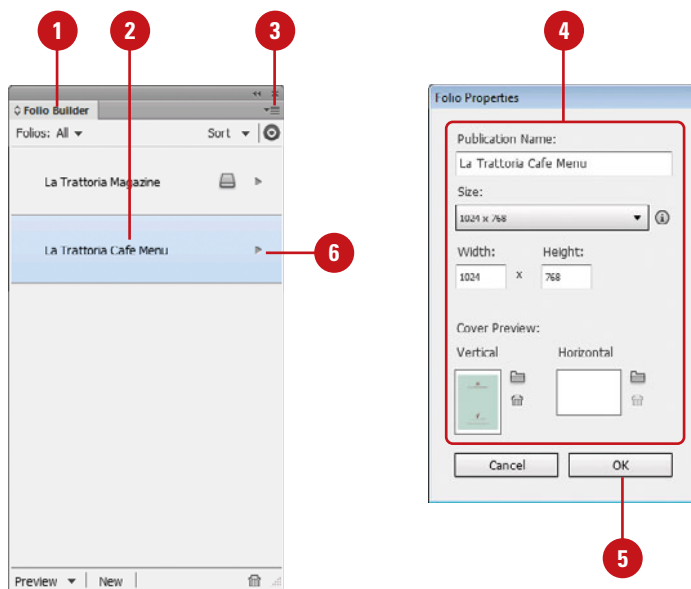 1
2
3
Folio Builder
Folios: All
Sort
La Trattoria Magazine
La Trattoria Cafe Menu
6
Preview
New
4
Folio Properties
Publication Name:
La Trattoria Cafe Menu
Size:
1024 x 768
Width:
Height:
1024
x
768
Cover Preview:
Vertical
Horizontal
Cancel
OK
5